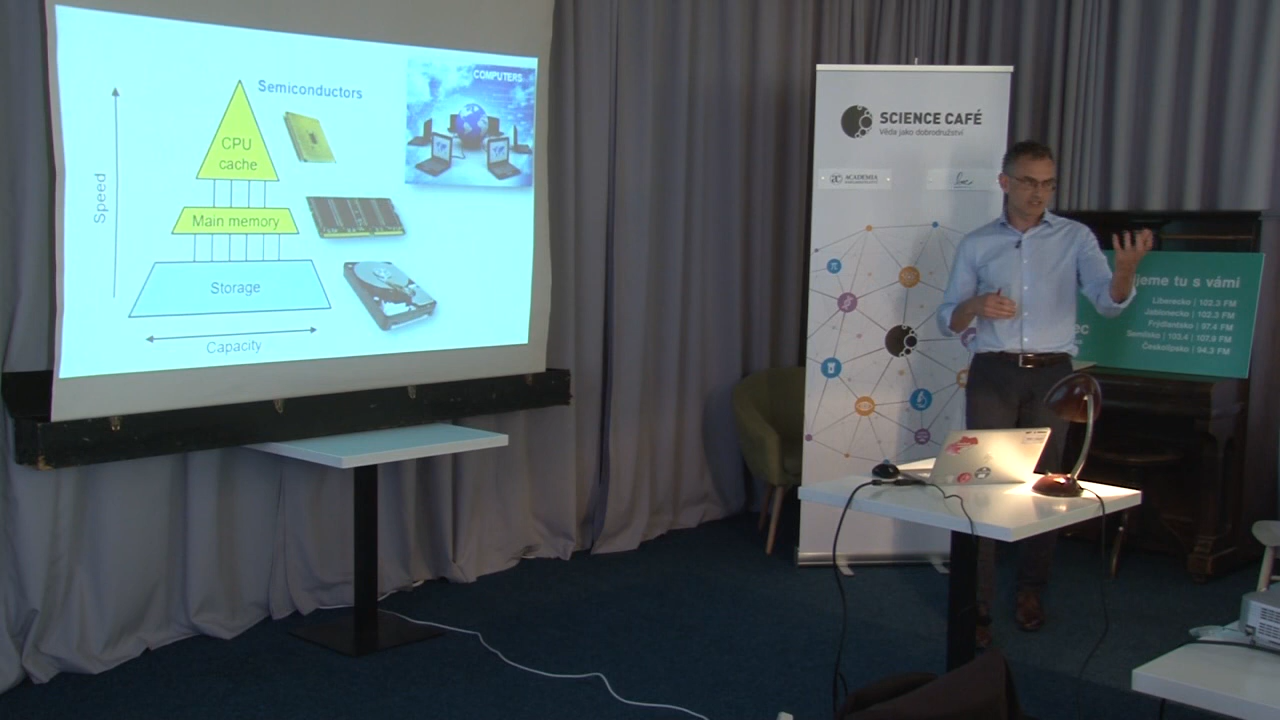 Semiconductors
COMPUTERS
CPU
cache
Speed
Main memory
Storage
Capacity
SCIENCE CAFÉ
Věda jako dobrodružství
ACADEMIA
ijeme tu s vámi
Liberecko | 102.3 FM
Jablonecko | 102.3 FM
Frýdlantsko | 97.4 FM
Semilsko | 103.4 | 107.9 FM
Českolipsko | 94.3 FM
ec